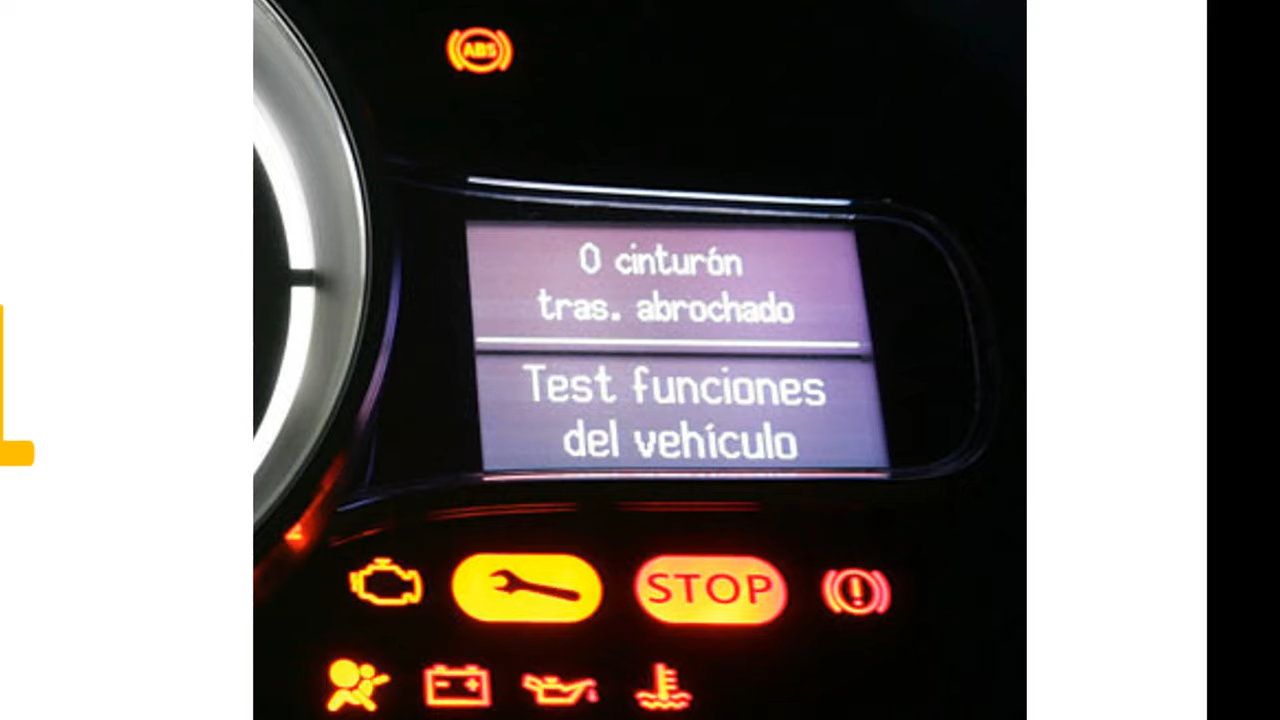 ABS
0 cinturón
tras. abrochado
Test funciones
del vehículo
STOP